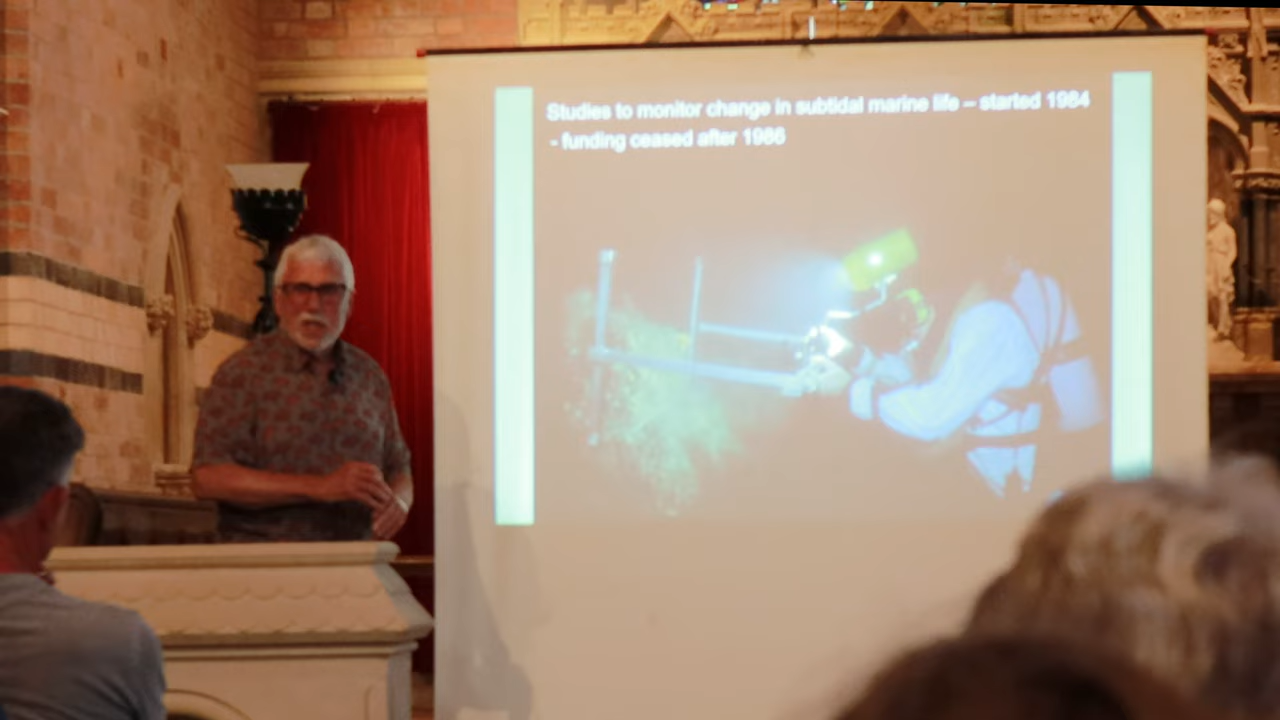 Studies to monitor change in subtidal marine life – started 1984
- funding ceased after 1986